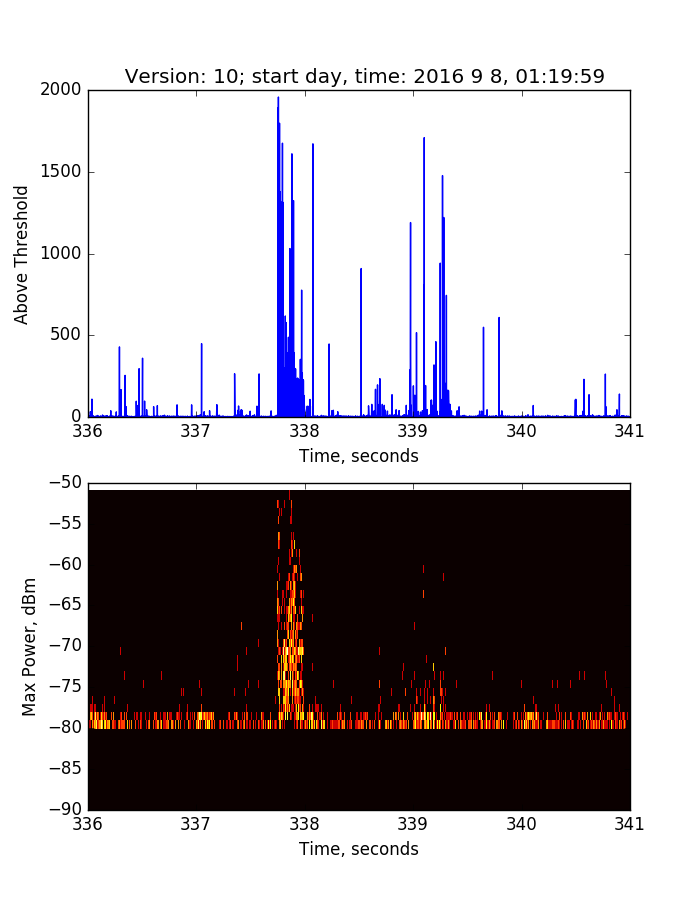 Version: 10; start day, time: 2016 9 8, 01:19:59
2000
1500
1000
500
0
Above Threshold
336 337 338 339 340 341
Time, seconds
−50
−55
−60
−65
−70
−75
−80
−85
−90
Max Power, dBm
336 337 338 339 340 341
Time, seconds